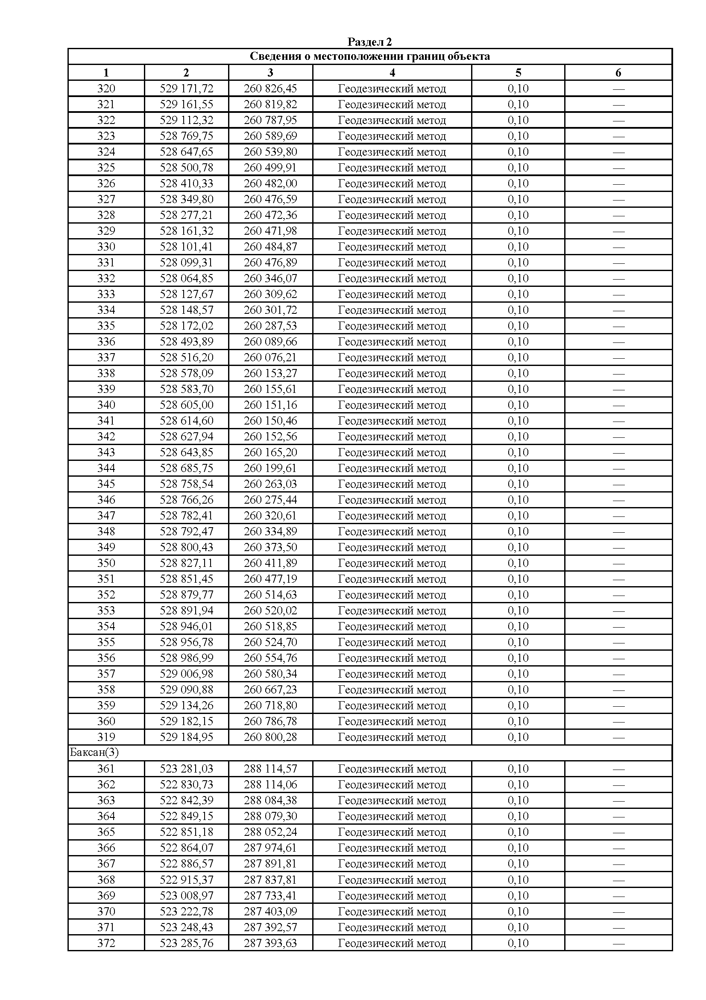 Раздел 2
Сведения о местоположении границ объекта
1 2 3 4 5 6
320 529 171,72 260 826,45 Геодезический метод 0,10 —
321 529 161,55 260 819,82 Геодезический метод 0,10 —
322 529 112,32 260 787,95 Геодезический метод 0,10 —
323 528 769,75 260 589,69 Геодезический метод 0,10 —
324 528 647,65 260 539,80 Геодезический метод 0,10 —
325 528 500,78 260 499,91 Геодезический метод 0,10 —
326 528 410,33 260 482,00 Геодезический метод 0,10 —
327 528 349,80 260 476,59 Геодезический метод 0,10 —
328 528 277,21 260 472,36 Геодезический метод 0,10 —
329 528 161,32 260 471,98 Геодезический метод 0,10 —
330 528 101,41 260 484,87 Геодезический метод 0,10 —
331 528 099,31 260 476,89 Геодезический метод 0,10 —
332 528 064,85 260 346,07 Геодезический метод 0,10 —
333 528 127,67 260 309,62 Геодезический метод 0,10 —
334 528 148,57 260 301,72 Геодезический метод 0,10 —
335 528 172,02 260 287,53 Геодезический метод 0,10 —
336 528 493,89 260 089,66 Геодезический метод 0,10 —
337 528 516,20 260 076,21 Геодезический метод 0,10 —
338 528 578,09 260 153,27 Геодезический метод 0,10 —
339 528 583,70 260 155,61 Геодезический метод 0,10 —
340 528 605,00 260 151,16 Геодезический метод 0,10 —
341 528 614,60 260 150,46 Геодезический метод 0,10 —
342 528 627,94 260 152,56 Геодезический метод 0,10 —
343 528 643,85 260 165,20 Геодезический метод 0,10 —
344 528 685,75 260 199,61 Геодезический метод 0,10 —
345 528 758,54 260 263,03 Геодезический метод 0,10 —
346 528 766,26 260 275,44 Геодезический метод 0,10 —
347 528 782,41 260 320,61 Геодезический метод 0,10 —
348 528 792,47 260 334,89 Геодезический метод 0,10 —
349 528 800,43 260 373,50 Геодезический метод 0,10 —
350 528 827,11 260 411,89 Геодезический метод 0,10 —
351 528 851,45 260 477,19 Геодезический метод 0,10 —
352 528 879,77 260 514,63 Геодезический метод 0,10 —
353 528 891,94 260 520,02 Геодезический метод 0,10 —
354 528 946,01 260 518,85 Геодезический метод 0,10 —
355 528 956,78 260 524,70 Геодезический метод 0,10 —
356 528 986,99 260 554,76 Геодезический метод 0,10 —
357 529 006,98 260 580,34 Геодезический метод 0,10 —
358 529 090,88 260 667,23 Геодезический метод 0,10 —
359 529 134,26 260 718,80 Геодезический метод 0,10 —
360 529 182,15 260 786,78 Геодезический метод 0,10 —
319 529 184,95 260 800,28 Геодезический метод 0,10 —
Баксан(3)
361 523 281,03 288 114,57 Геодезический метод 0,10 —
362 522 830,73 288 114,06 Геодезический метод 0,10 —
363 522 842,39 288 084,38 Геодезический метод 0,10 —
364 522 849,15 288 079,30 Геодезический метод 0,10 —
365 522 851,18 288 052,24 Геодезический метод 0,10 —
366 522 864,07 287 974,61 Геодезический метод 0,10 —
367 522 886,57 287 891,81 Геодезический метод 0,10 —
368 522 915,37 287 837,81 Геодезический метод 0,10 —
369 523 008,97 287 733,41 Геодезический метод 0,10 —
370 523 222,78 287 403,09 Геодезический метод 0,10 —
371 523 248,43 287 392,57 Геодезический метод 0,10 —
372 523 285,76 287 393,63 Геодезический метод 0,10 —